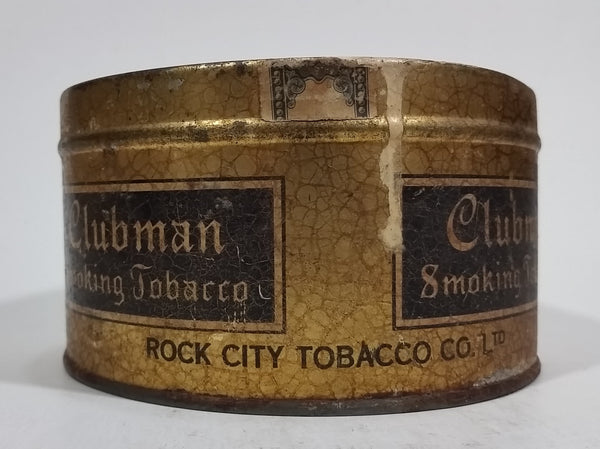 Clubman
Smoking Tobacco
Clubm
Smoking
ROCK CITY TOBACCO CO. LTD